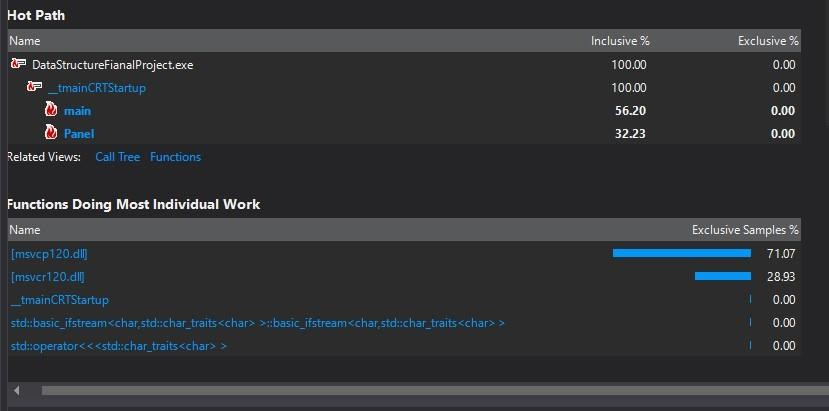 Hot Path
Name Inclusive % Exclusive %
DataStructureFianalProject.exe 100.00 0.00
__tmainCRTStartup 100.00 0.00
main 56.20 0.00
Panel 32.23 0.00
Related Views: Call Tree Functions
Functions Doing Most Individual Work
Name Exclusive Samples %
[msvcp120.dll] 71.07
[msvcr120.dll] 28.93
__tmainCRTStartup 0.00
std::basic_ifstream<char,std::char_traits<char> >::basic_ifstream<char,std::char_traits<char> > 0.00
std::operator<<<std::char_traits<char> > 0.00